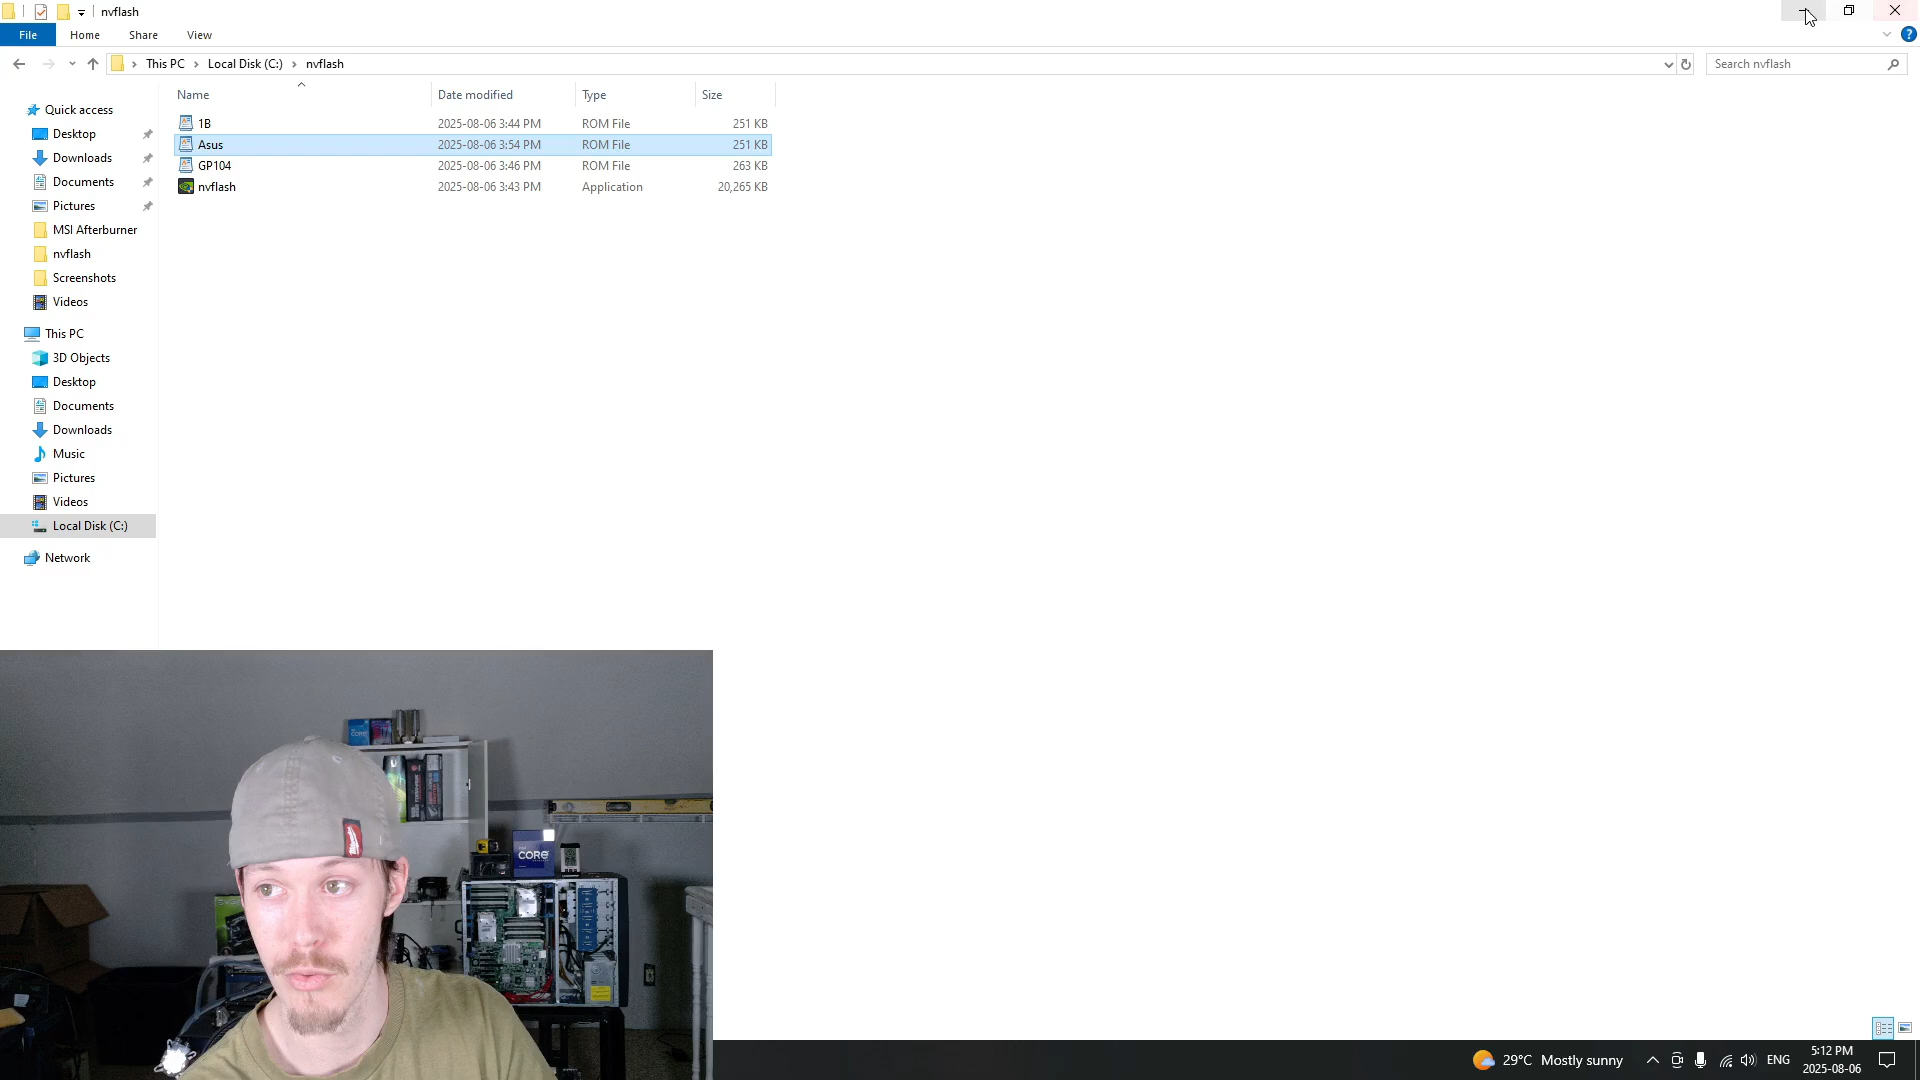 nvflash
File
Home
Share
View
This PC
Local Disk (C:)
nvflash
Search nvflash
Name
Date modified
Type
Size
1B
2025-08-06 3:44 PM
ROM File
251 KB
Asus
2025-08-06 3:54 PM
ROM File
251 KB
GP104
2025-08-06 3:46 PM
ROM File
263 KB
nvflash
2025-08-06 3:43 PM
Application
20,265 KB
Quick access
Desktop
Downloads
Documents
Pictures
MSI Afterburner
nvflash
Screenshots
Videos
This PC
3D Objects
Desktop
Documents
Downloads
Music
Pictures
Videos
Local Disk (C:)
Network
CORE
CORE
29°C Mostly sunny
ENG
5:12 PM
2025-08-06